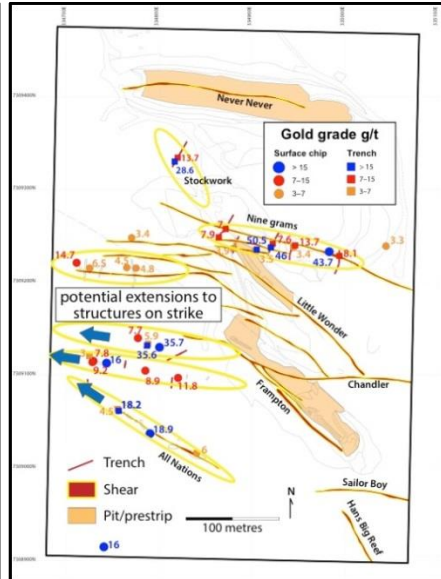 Never Never
Gold grade g/t
Surface chip
Trench
> 15
> 15
7–15
7–15
3–7
3–7
13.7
28.6
Stockwork
Nine grams
7.9
50.5
7.6
13.7
3.4
3.3
46
3.4
43.7
8.1
14.7
6.5
4.5
4.8
potential extensions to
structures on strike
Little Wonder
7.7
5.9
35.7
35.6
7.8
16
9.2
8.9
11.8
Chandler
Frampton
18.2
4.5
18.9
6
All Nations
Trench
Shear
Pit/prestrip
N
100 metres
Sailor Boy
Hans Big Reef
16